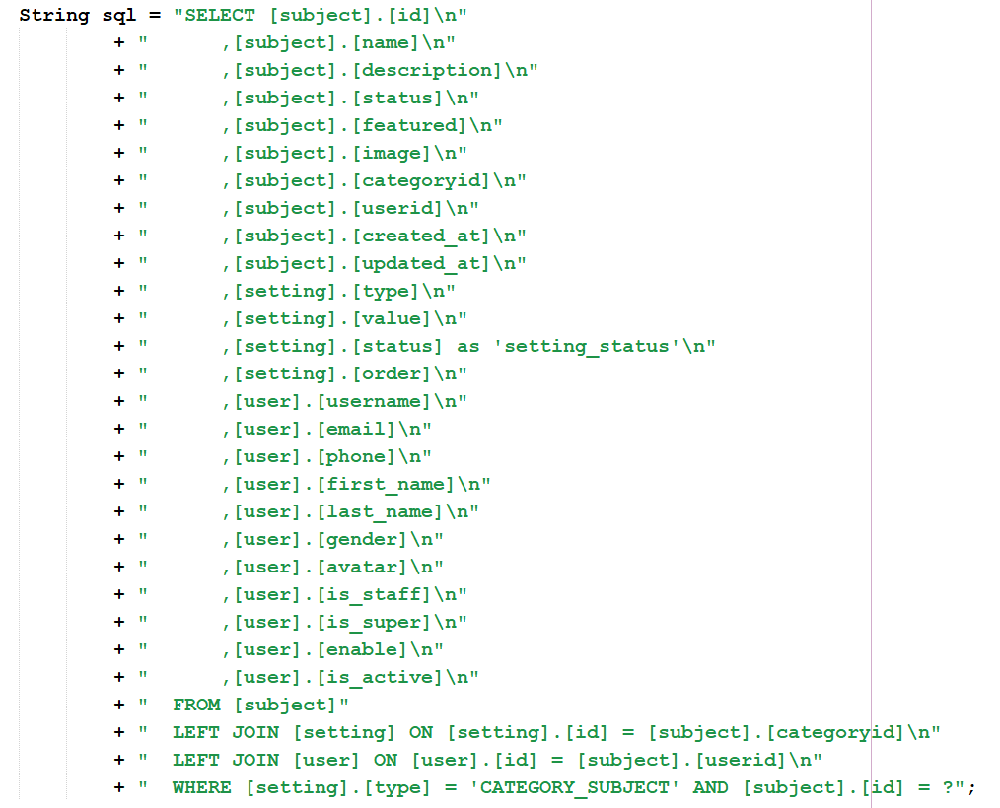 String sql = "SELECT [subject].[id]\n"
        + "      ,[subject].[name]\n"
        + "      ,[subject].[description]\n"
        + "      ,[subject].[status]\n"
        + "      ,[subject].[featured]\n"
        + "      ,[subject].[image]\n"
        + "      ,[subject].[categoryid]\n"
        + "      ,[subject].[userid]\n"
        + "      ,[subject].[created_at]\n"
        + "      ,[subject].[updated_at]\n"
        + "      ,[setting].[type]\n"
        + "      ,[setting].[value]\n"
        + "      ,[setting].[status] as 'setting_status'\n"
        + "      ,[setting].[order]\n"
        + "      ,[user].[username]\n"
        + "      ,[user].[email]\n"
        + "      ,[user].[phone]\n"
        + "      ,[user].[first_name]\n"
        + "      ,[user].[last_name]\n"
        + "      ,[user].[gender]\n"
        + "      ,[user].[avatar]\n"
        + "      ,[user].[is_staff]\n"
        + "      ,[user].[is_super]\n"
        + "      ,[user].[enable]\n"
        + "      ,[user].[is_active]\n"
        + "  FROM [subject]"
        + "  LEFT JOIN [setting] ON [setting].[id] = [subject].[categoryid]\n"
        + "  LEFT JOIN [user] ON [user].[id] = [subject].[userid]\n"
        + "  WHERE [setting].[type] = 'CATEGORY_SUBJECT' AND [subject].[id] = ?";